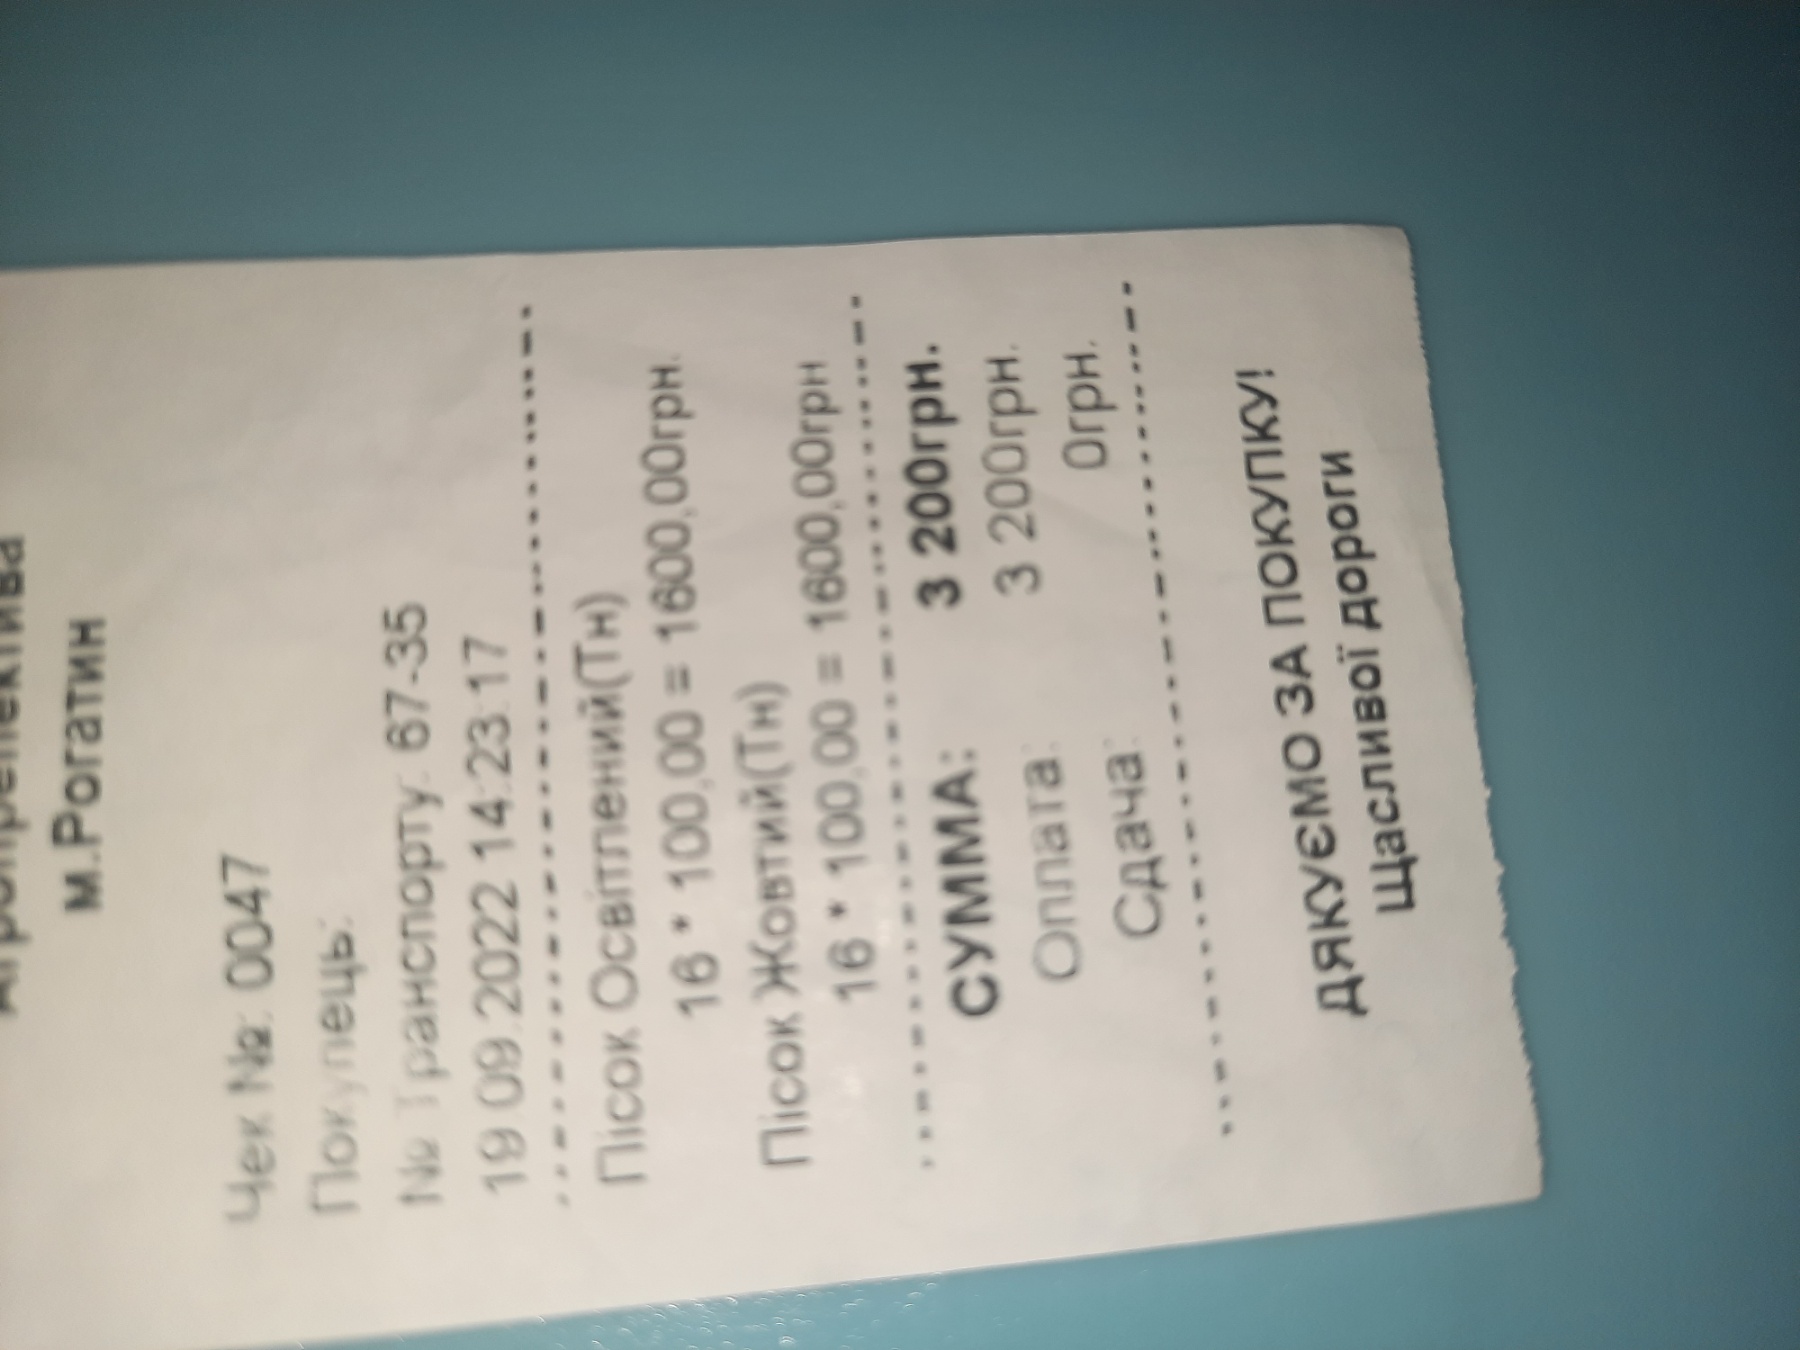 м.Рогатин
Чек №: 0047
Покупець:
№ Транспорту: 67-35
19.09.2022 14:23:17
Пісок Освітлений(Тн)
16 * 100,00 = 1600,00грн.
Пісок Жовтий(Тн)
16 * 100,00 = 1600,00грн
СУММА: 3 200грн.
Оплата: 3 200грн.
Сдача: 0грн.
ДЯКУЄМО ЗА ПОКУПКУ!
Щасливої дороги